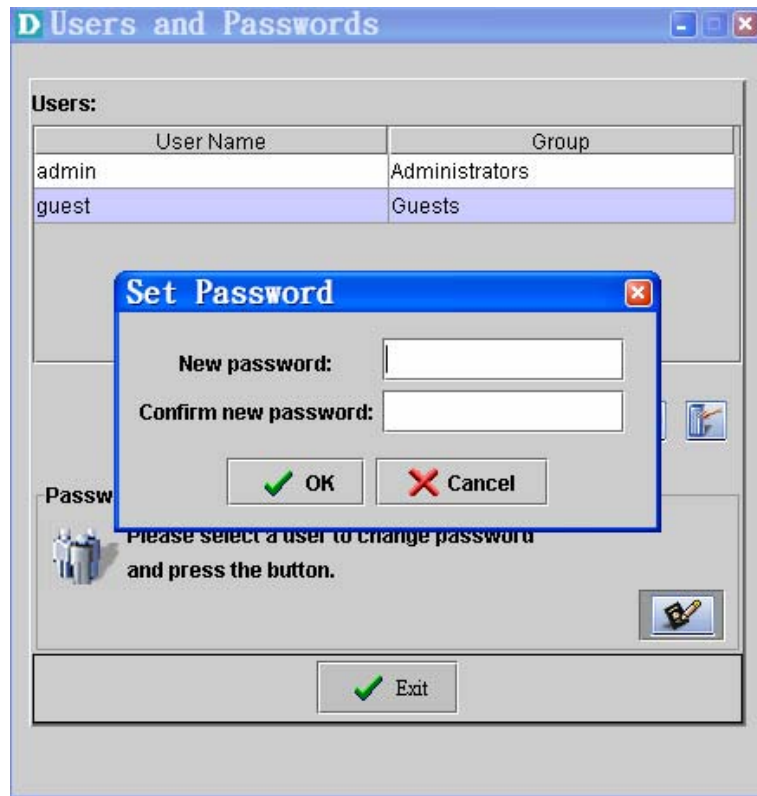 D Users and Passwords
Users:
User Name Group
admin Administrators
guest Guests
Set Password
New password:
Confirm new password:
OK Cancel
Passw
Please select a user to change password
and press the button.
Exit